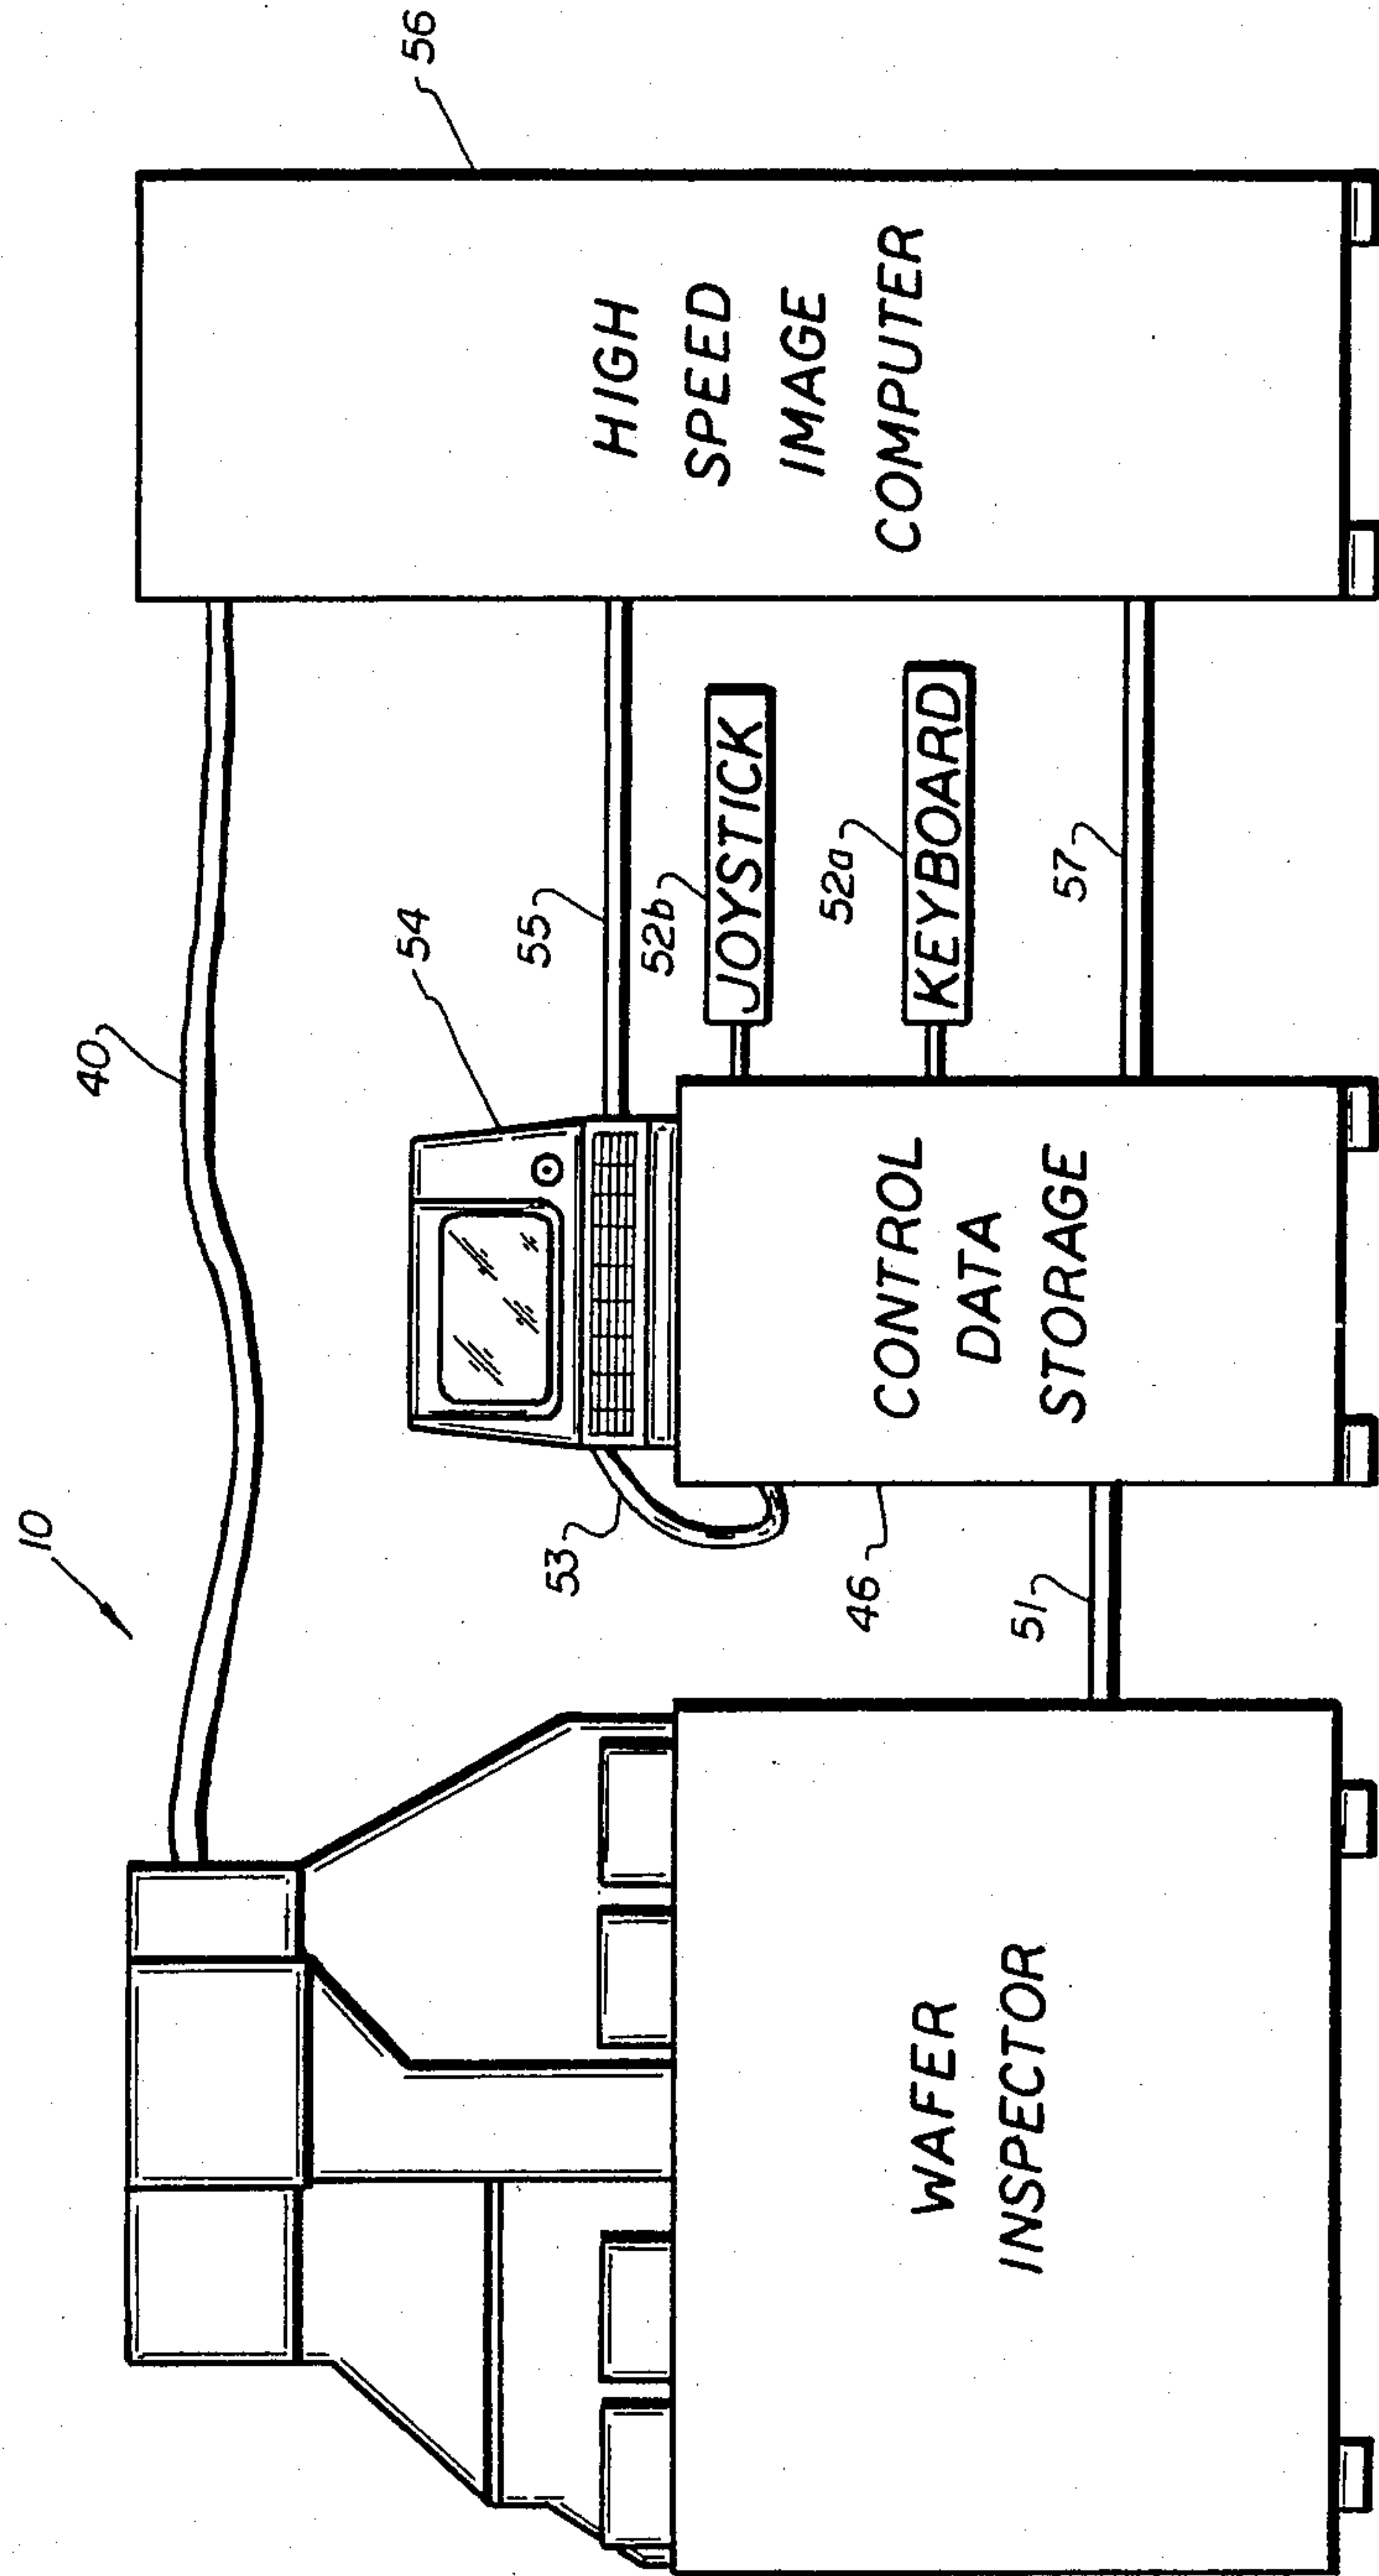 10
40
56
54
55
52b
JOYSTICK
52a
KEYBOARD
57
53
46
51
WAFER
INSPECTOR
CONTROL
DATA
STORAGE
HIGH
SPEED
IMAGE
COMPUTER